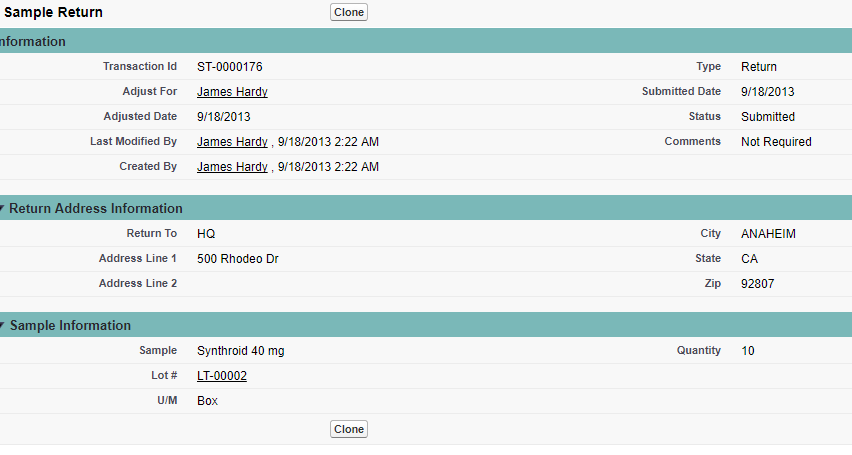 Sample Return Clone
nformation
Transaction Id ST-0000176 Type Return
Adjust For James Hardy Submitted Date 9/18/2013
Adjusted Date 9/18/2013 Status Submitted
Last Modified By James Hardy , 9/18/2013 2:22 AM Comments Not Required
Created By James Hardy , 9/18/2013 2:22 AM
Return Address Information
Return To HQ City ANAHEIM
Address Line 1 500 Rhodeo Dr State CA
Address Line 2 Zip 92807
Sample Information
Sample Synthroid 40 mg Quantity 10
Lot # LT-00002
U/M Box
Clone